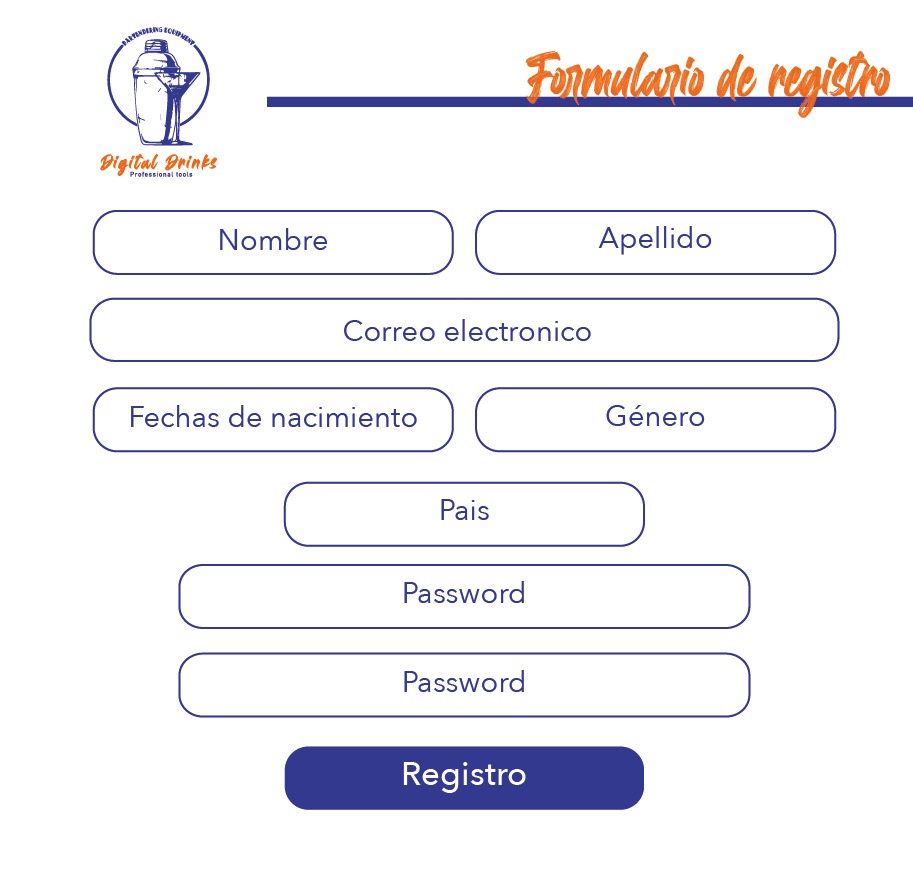 BARTENDERING EQUIPMENT
Formulario de registro
Digital Drinks
Professional tools
Nombre
Apellido
Correo electronico
Fechas de nacimiento
Género
Pais
Password
Password
Registro